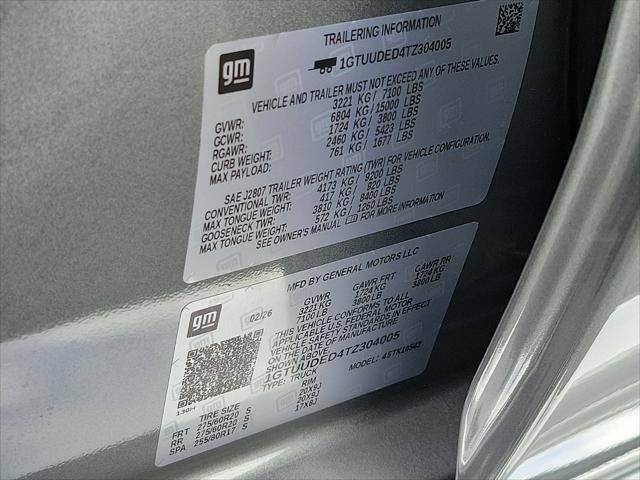 TRAILERING INFORMATION
gm
1GTUUDED4TZ304005
VEHICLE AND TRAILER MUST NOT EXCEED ANY OF THESE VALUES.
GVWR: 3221 KG / 7100 LBS
GCWR: 6804 KG / 15000 LBS
RGAWR: 1724 KG / 3800 LBS
CURB WEIGHT: 2460 KG / 5423 LBS
MAX PAYLOAD: 761 KG / 1677 LBS
SAE J2807 TRAILER WEIGHT RATING (TWR) FOR VEHICLE CONFIGURATION.
CONVENTIONAL TWR: 4173 KG / 9200 LBS
MAX TONGUE WEIGHT: 417 KG / 920 LBS
GOOSENECK TWR: 3810 KG / 8400 LBS
MAX TONGUE WEIGHT: 572 KG / 1260 LBS
SEE OWNER'S MANUAL FOR MORE INFORMATION
MFD BY GENERAL MOTORS LLC
gm
02/26 GVWR GAWR FRT GAWR RR
3221 KG 1724 KG 1724 KG
7100 LB 3800 LB 3800 LB
THIS VEHICLE CONFORMS TO ALL
APPLICABLE U.S. FEDERAL MOTOR
VEHICLE SAFETY STANDARDS IN EFFECT
ON THE DATE OF MANUFACTURE
SHOWN ABOVE.
1GTUUDED4TZ304005
TYPE: TRUCK MODEL: 4STK10543
130H
TIRE SIZE RIM
FRT 275/60R20 S 20X9J
RR 275/60R20 S 20X9J
SPA 255/80R17 S 17X8J